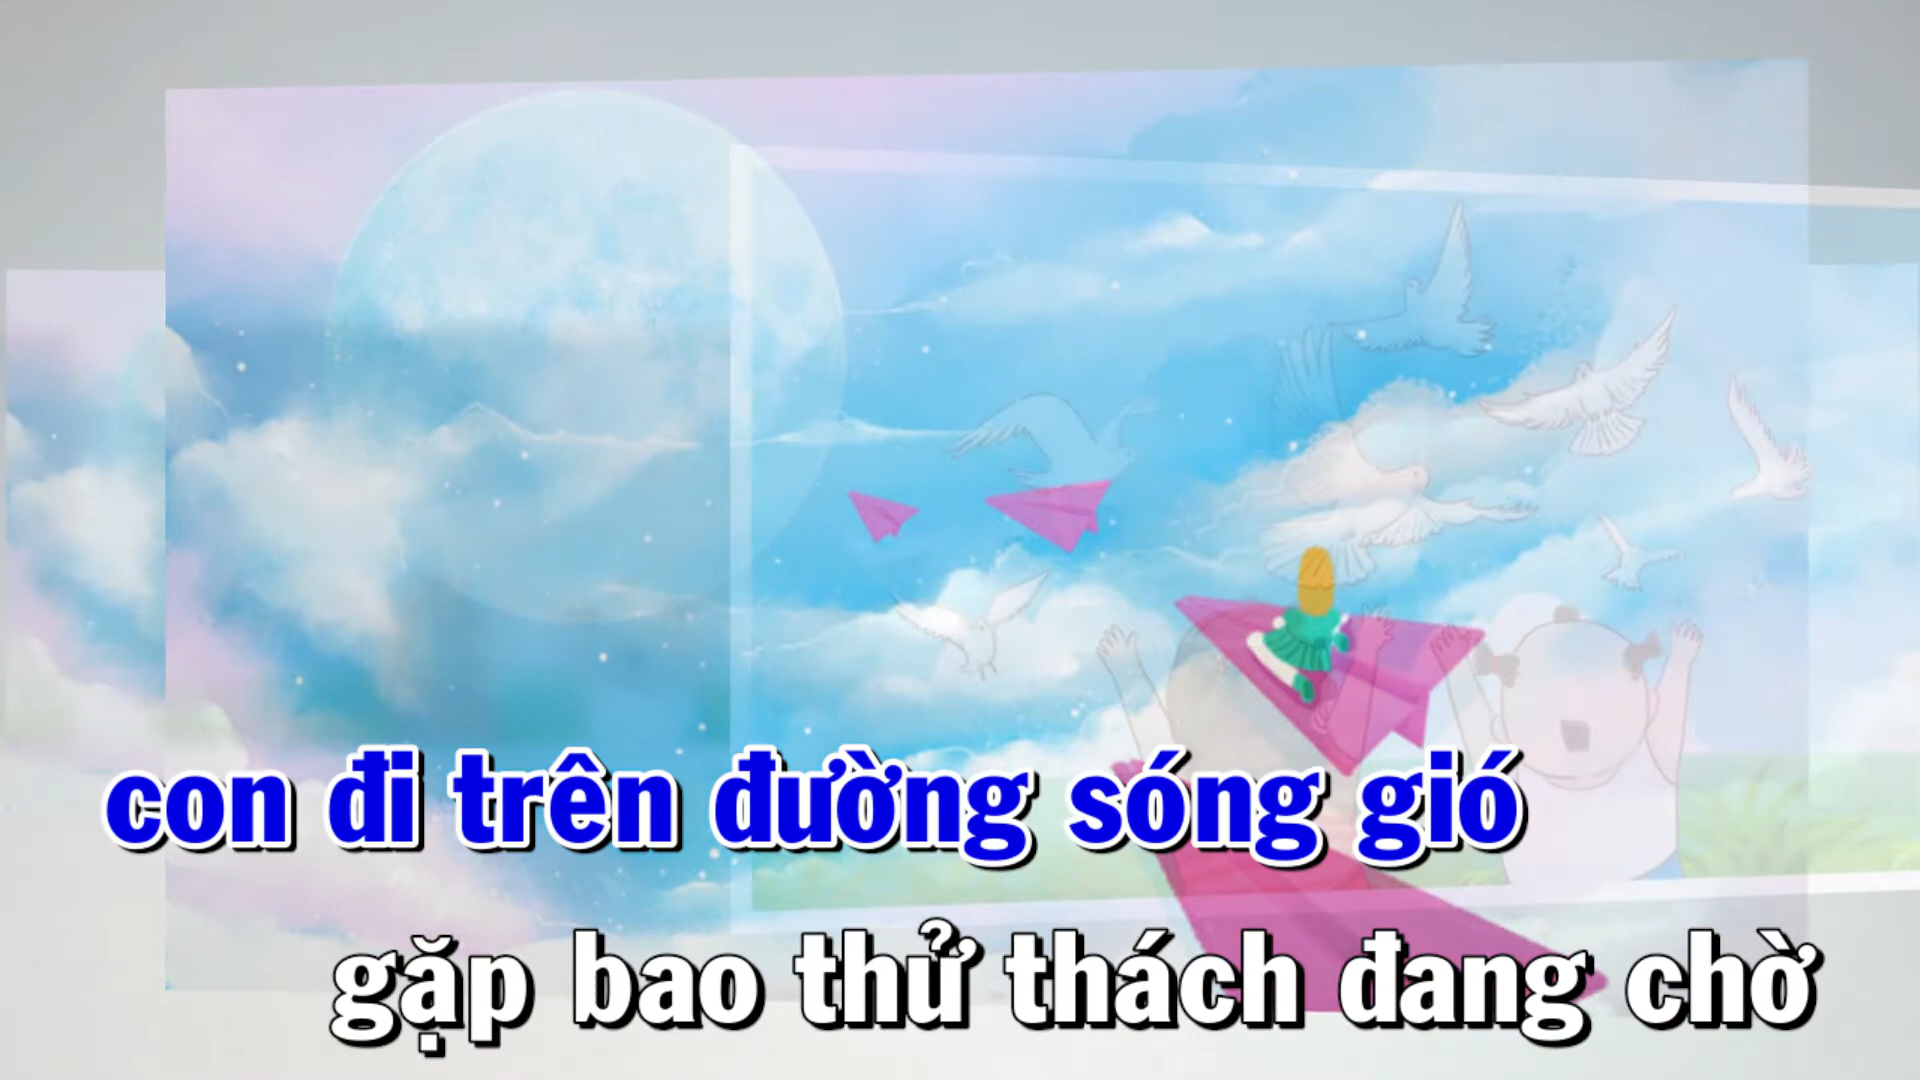 con đi trên đường sóng gió
gặp bao thử thách đang chờ